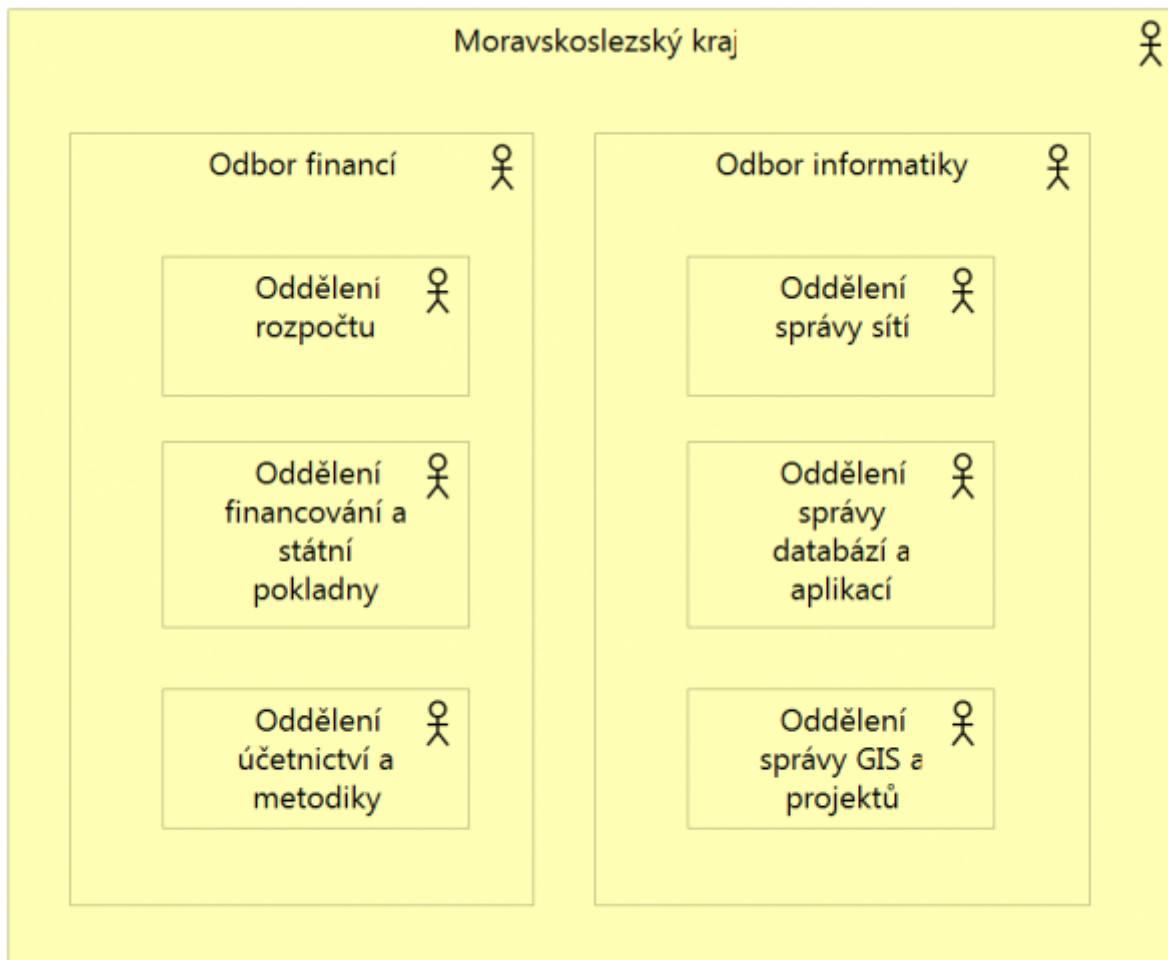 Moravskoslezský kraj
Odbor financí
Oddělení
rozpočtu
Oddělení
financování a
státní
pokladny
Oddělení
účetnictví a
metodiky
Odbor informatiky
Oddělení
správy sítí
Oddělení
správy
databází a
aplikací
Oddělení
správy GIS a
projektů